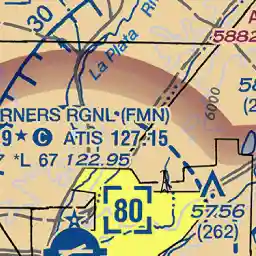 30
La Plata
A
5882
6000
58
(2
RNERS RGNL (FMN)
9 C ATIS 127.15
*L 67 122.95
80
5756
(262)